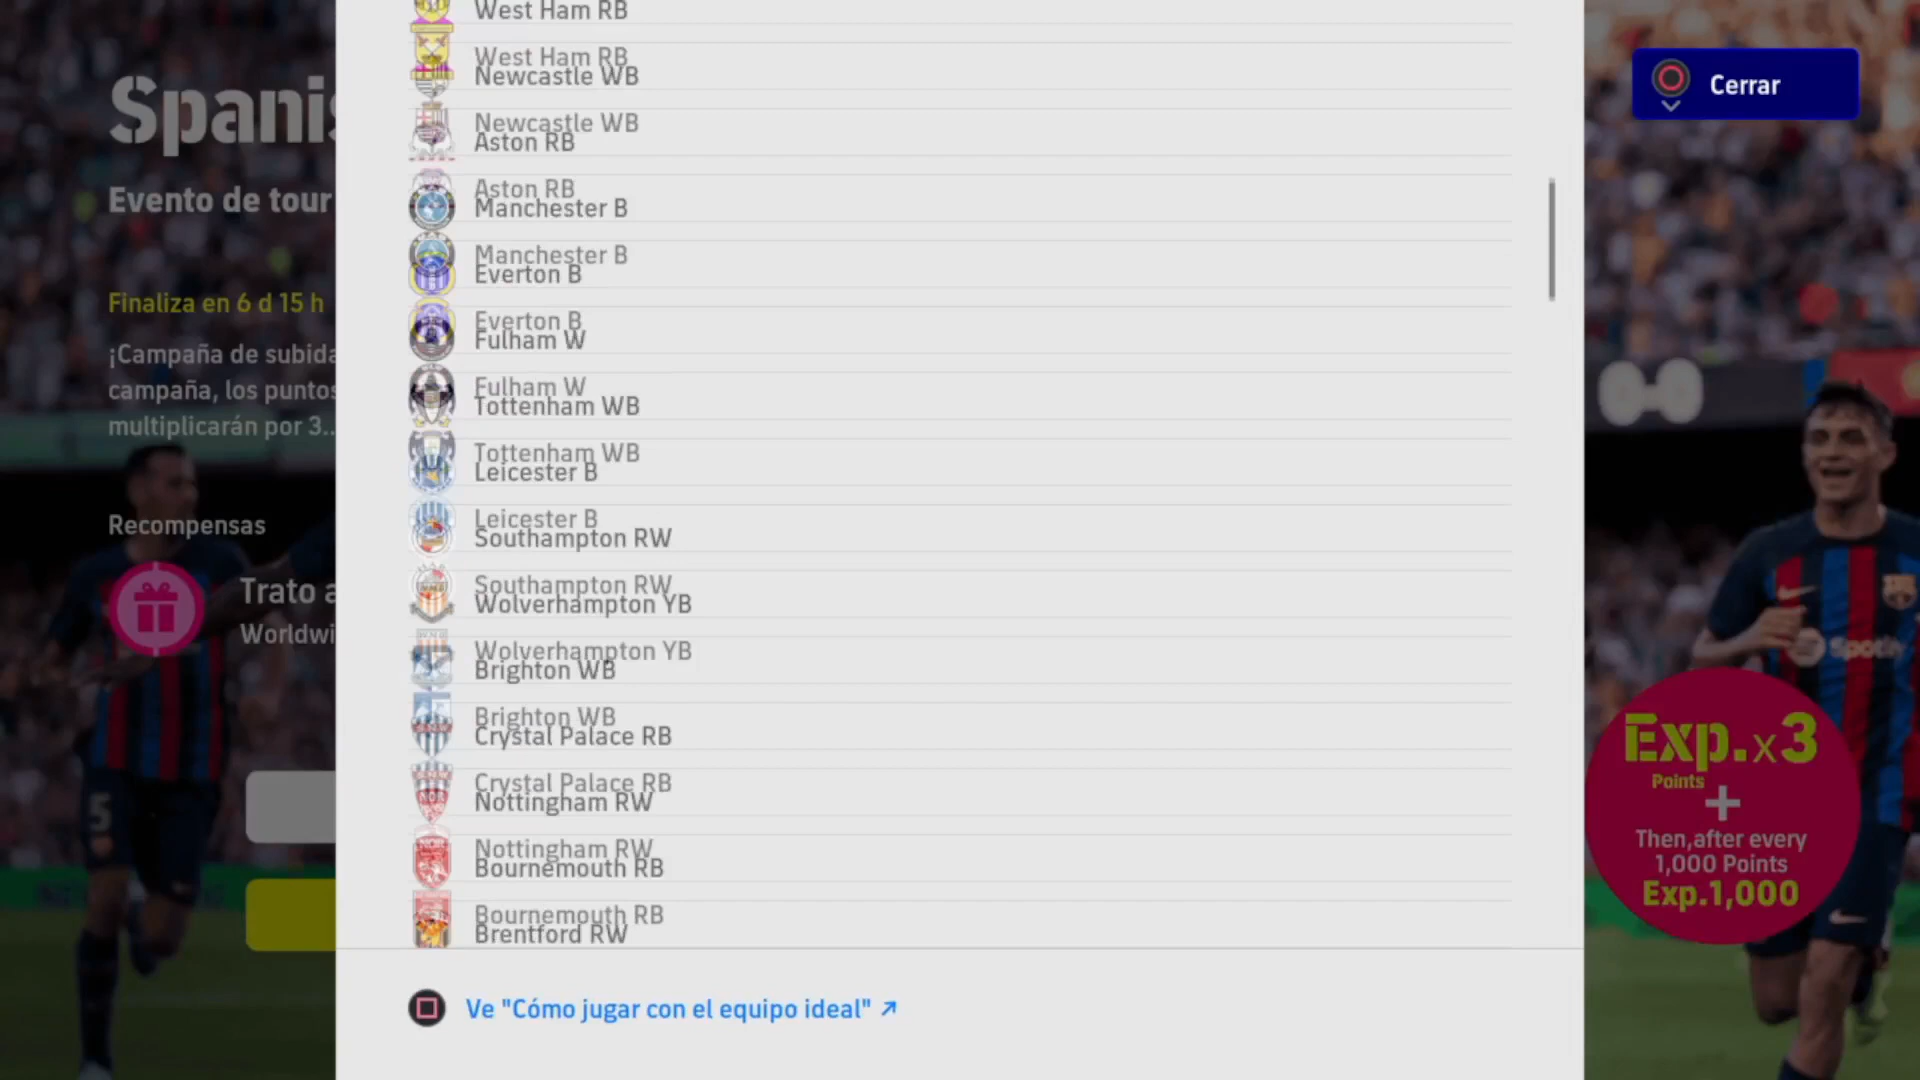 Spanis
Evento de tour
Finaliza en 6 d 15 h
¡Campaña de subida
campaña, los puntos
multiplicarán por 3...
Recompensas
Trato a
Worldwi
5
West Ham RB
West Ham RB
Newcastle WB
Newcastle WB
Aston RB
Aston RB
Manchester B
Manchester B
Everton B
Everton B
Fulham W
Fulham W
Tottenham WB
Tottenham WB
Leicester B
Leicester B
Southampton RW
Southampton RW
Wolverhampton YB
Wolverhampton YB
Brighton WB
Brighton WB
Crystal Palace RB
Crystal Palace RB
Nottingham RW
Nottingham RW
Bournemouth RB
Bournemouth RB
Brentford RW
Ve "Cómo jugar con el equipo ideal"
Cerrar
Spotify
Exp.x3
Points
+
Then,after every
1,000 Points
Exp.1,000